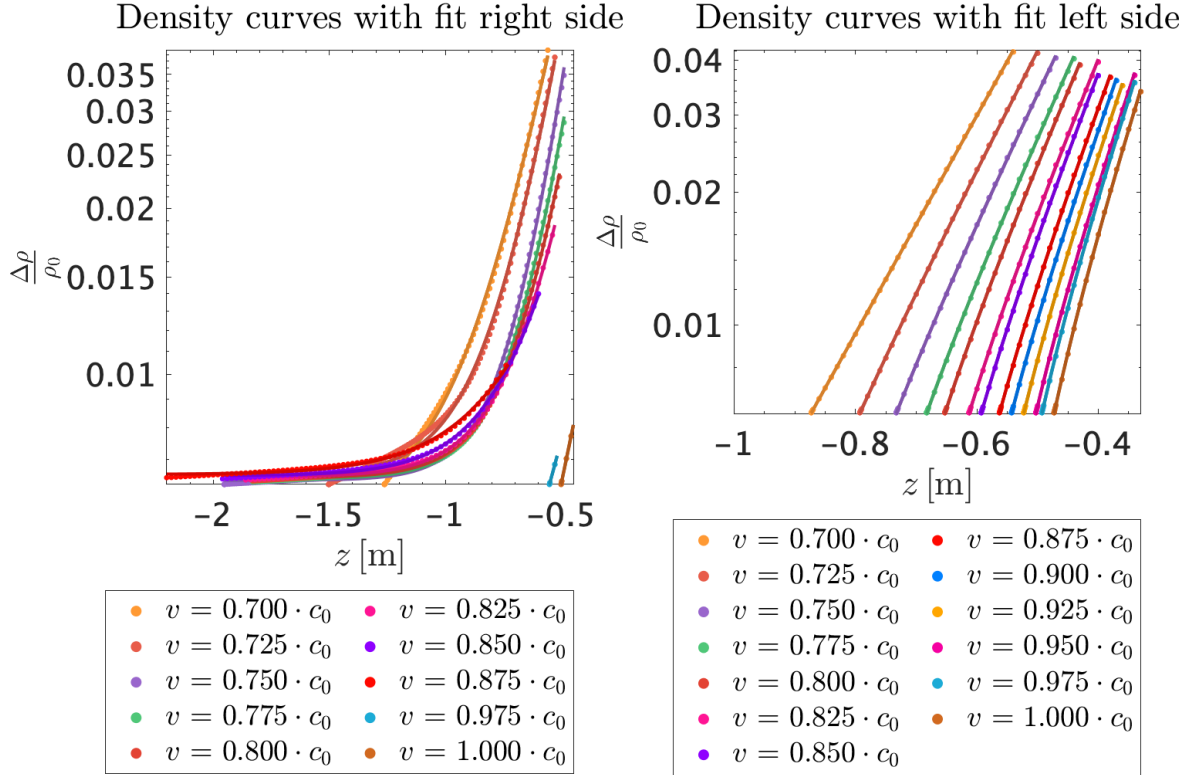 Density curves with fit right side
0.035
0.03
0.025
0.02
0.015
0.01
Δρ/ρ₀
-2
-1.5
-1
-0.5
z [m]
v = 0.700 · c₀
v = 0.725 · c₀
v = 0.750 · c₀
v = 0.775 · c₀
v = 0.800 · c₀
v = 0.825 · c₀
v = 0.850 · c₀
v = 0.875 · c₀
v = 0.975 · c₀
v = 1.000 · c₀
Density curves with fit left side
0.04
0.03
0.02
0.01
Δρ/ρ₀
-1
-0.8
-0.6
-0.4
z [m]
v = 0.700 · c₀
v = 0.725 · c₀
v = 0.750 · c₀
v = 0.775 · c₀
v = 0.800 · c₀
v = 0.825 · c₀
v = 0.850 · c₀
v = 0.875 · c₀
v = 0.900 · c₀
v = 0.925 · c₀
v = 0.950 · c₀
v = 0.975 · c₀
v = 1.000 · c₀